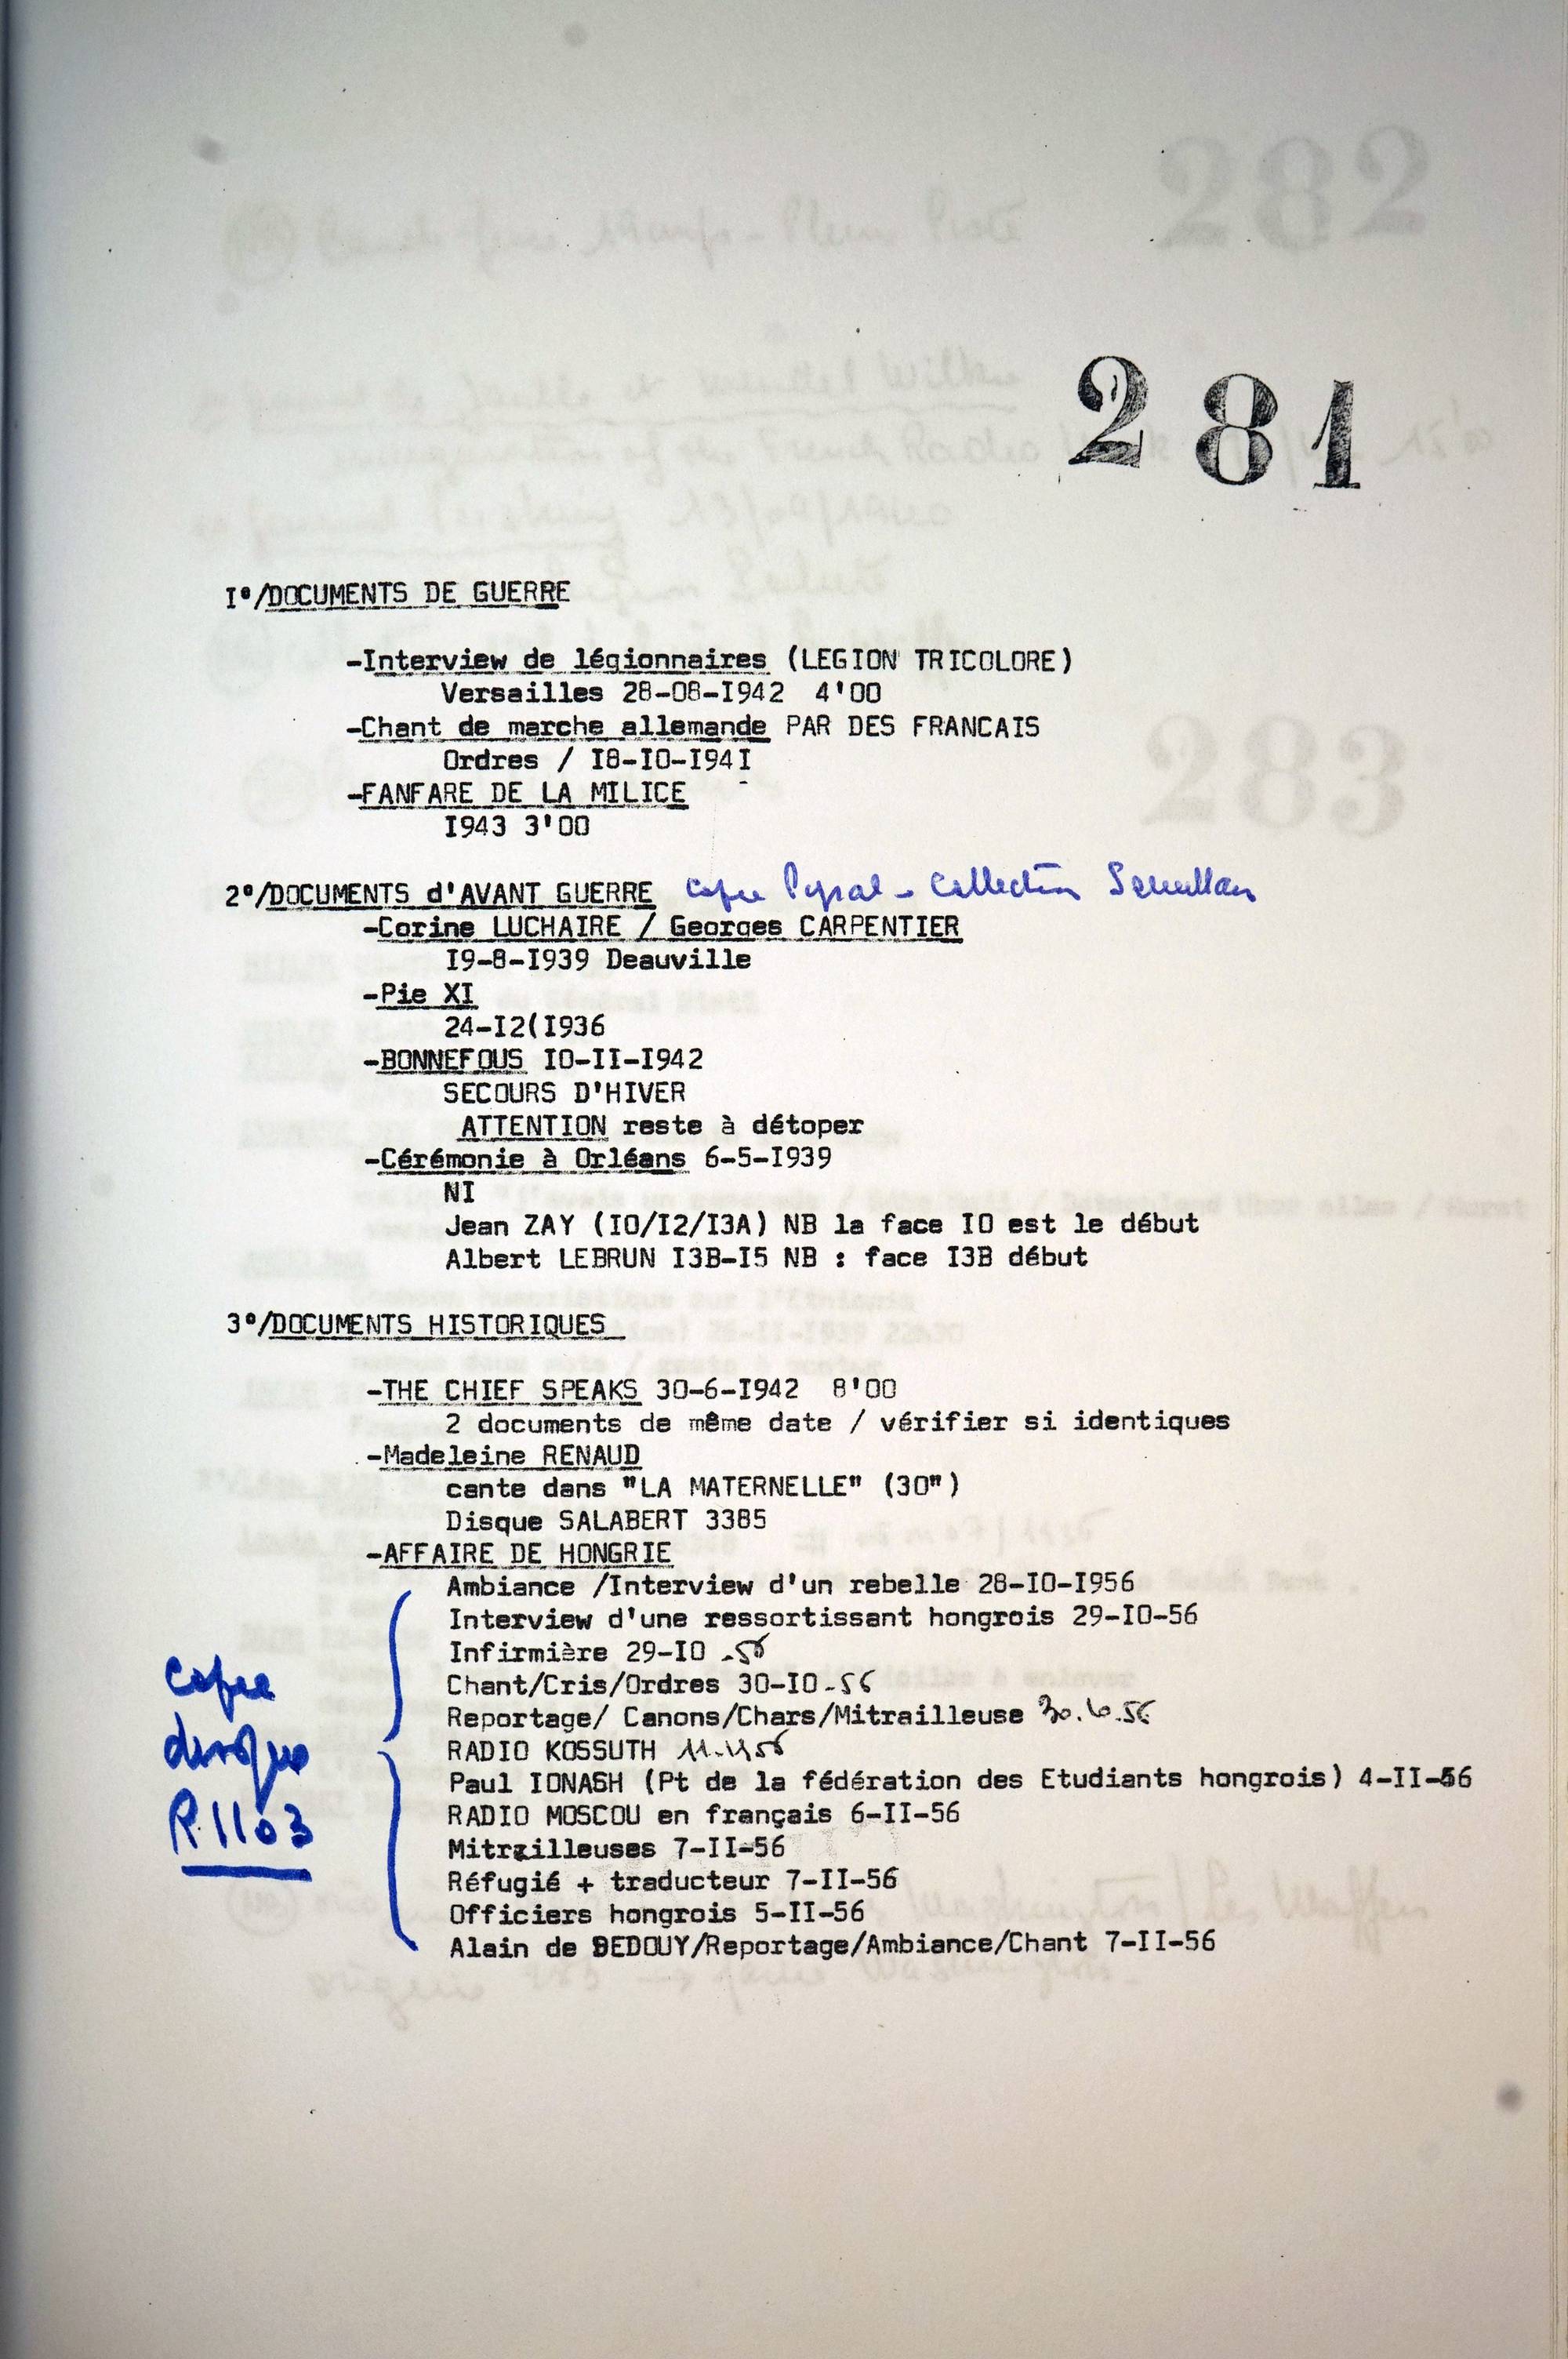 281
I°/DOCUMENTS DE GUERRE
-Interview de légionnaires (LEGION TRICOLORE)
Versailles 28-08-I942 4'00
-Chant de marche allemande PAR DES FRANCAIS
Ordres / I8-IO-I94I
-FANFARE DE LA MILICE
I943 3'00
2°/DOCUMENTS d'AVANT GUERRE copie Collection
-Corine LUCHAIRE / Georges CARPENTIER
I9-8-I939 Deauville
-Pie XI
24-I2(I936
-BONNEFOUS IO-II-I942
SECOURS D'HIVER
ATTENTION reste à détoper
-Cérémonie à Orléans 6-5-I939
NI
Jean ZAY (IO/I2/I3A) NB la face IO est le début
Albert LEBRUN I3B-I5 NB : face I3B début
3°/DOCUMENTS HISTORIQUES
-THE CHIEF SPEAKS 30-6-I942 8'00
2 documents de même date / vérifier si identiques
-Madeleine RENAUD
cante dans "LA MATERNELLE" (30")
Disque SALABERT 3385
-AFFAIRE DE HONGRIE
Ambiance /Interview d'un rebelle 28-IO-I956
Interview d'une ressortissant hongrois 29-IO-56
Infirmière 29-IO -56
Chant/Cris/Ordres 30-IO-56
Reportage/ Canons/Chars/Mitrailleuse 30.10.56
RADIO KOSSUTH 11-1156
Paul IONASH (Pt de la fédération des Etudiants hongrois) 4-II-56
RADIO MOSCOU en français 6-II-56
Mitrailleuses 7-II-56
Réfugié + traducteur 7-II-56
Officiers hongrois 5-II-56
Alain de SEDOUY/Reportage/Ambiance/Chant 7-II-56
copie
disque
R.1103